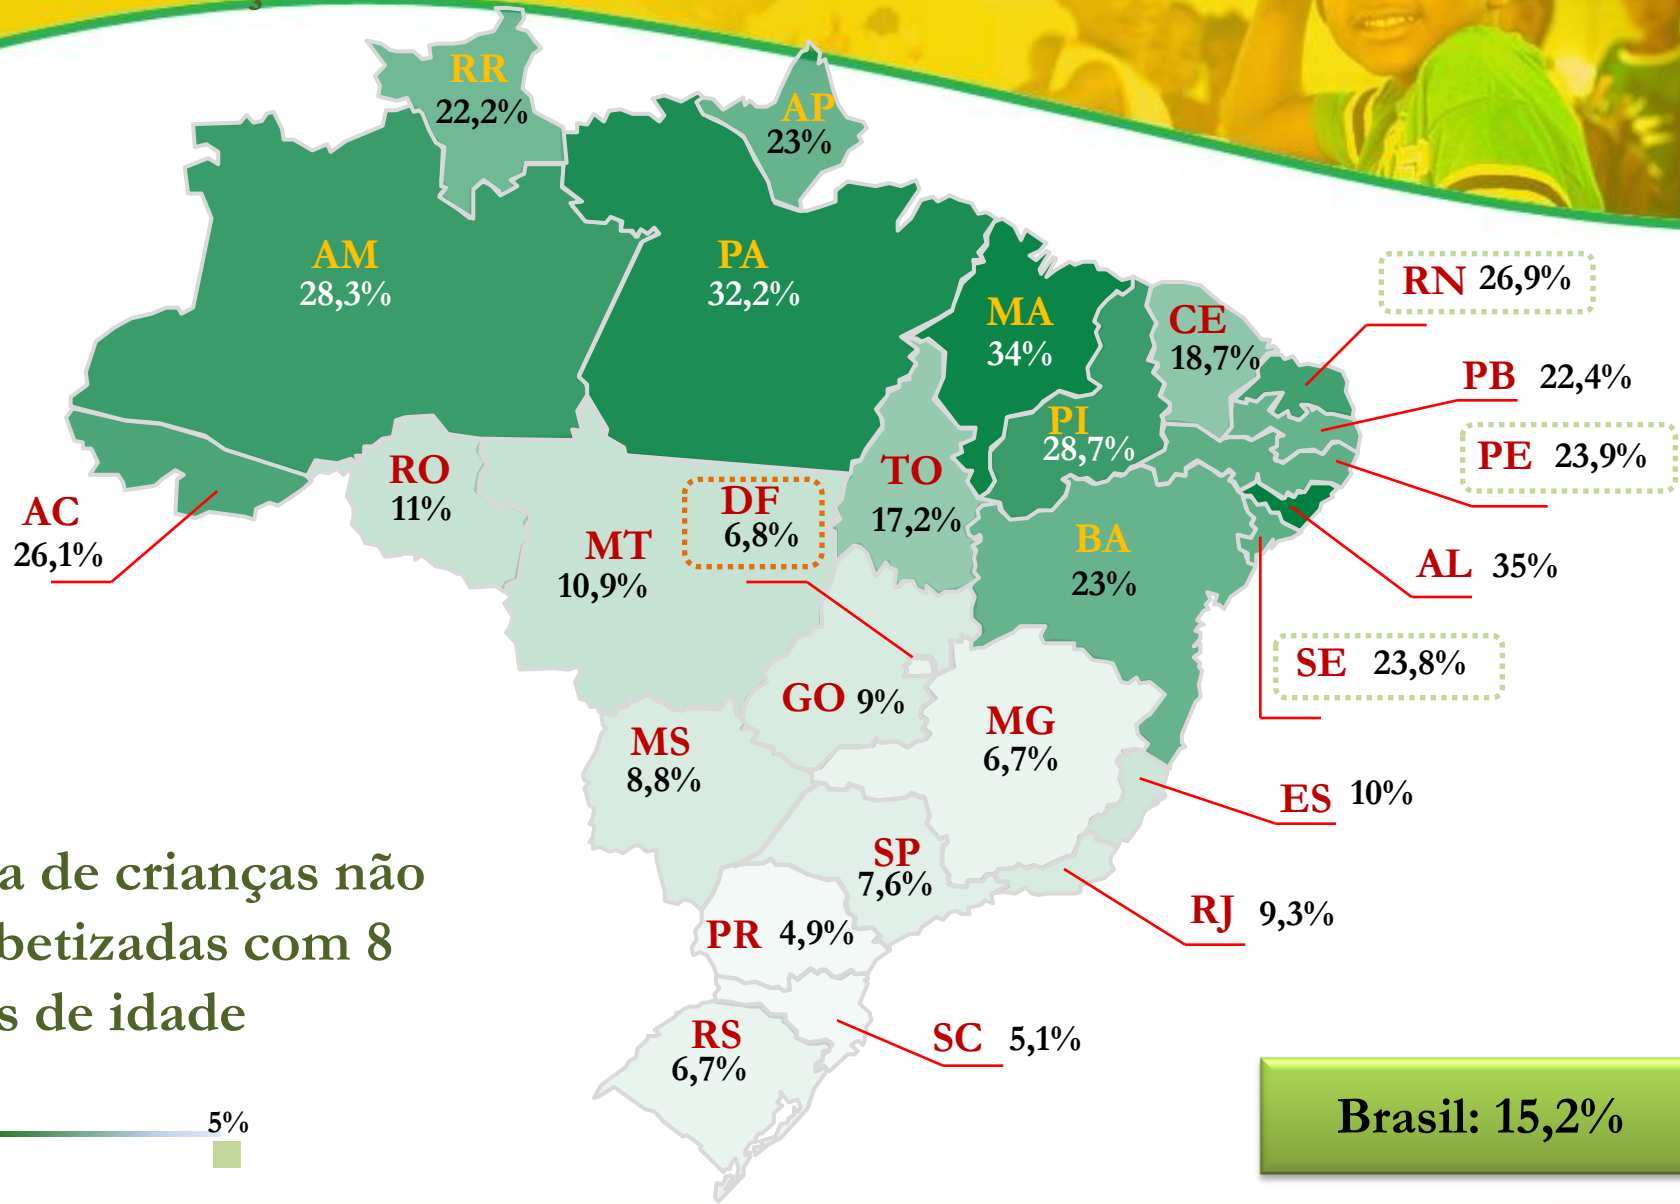 RR
22,2%
AP
23%
AM
28,3%
PA
32,2%
MA
34%
CE
18,7%
RN 26,9%
PB 22,4%
PI
28,7%
PE 23,9%
RO
11%
TO
17,2%
DF
6,8%
AC
26,1%
MT
10,9%
BA
23%
AL 35%
SE 23,8%
GO 9%
MG
6,7%
MS
8,8%
ES 10%
SP
7,6%
RJ 9,3%
PR 4,9%
a de crianças não
betizadas com 8
s de idade
RS
6,7%
SC 5,1%
5%
Brasil: 15,2%